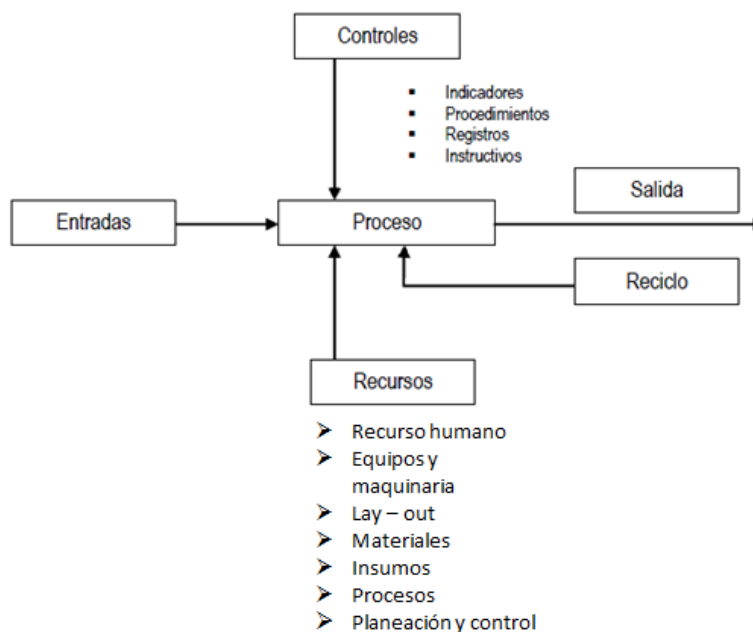 Controles
▪ Indicadores
▪ Procedimientos
▪ Registros
▪ Instructivos
Salida
Entradas
Proceso
Reciclo
Recursos
➢ Recurso humano
➢ Equipos y
maquinaria
➢ Lay – out
➢ Materiales
➢ Insumos
➢ Procesos
➢ Planeación y control